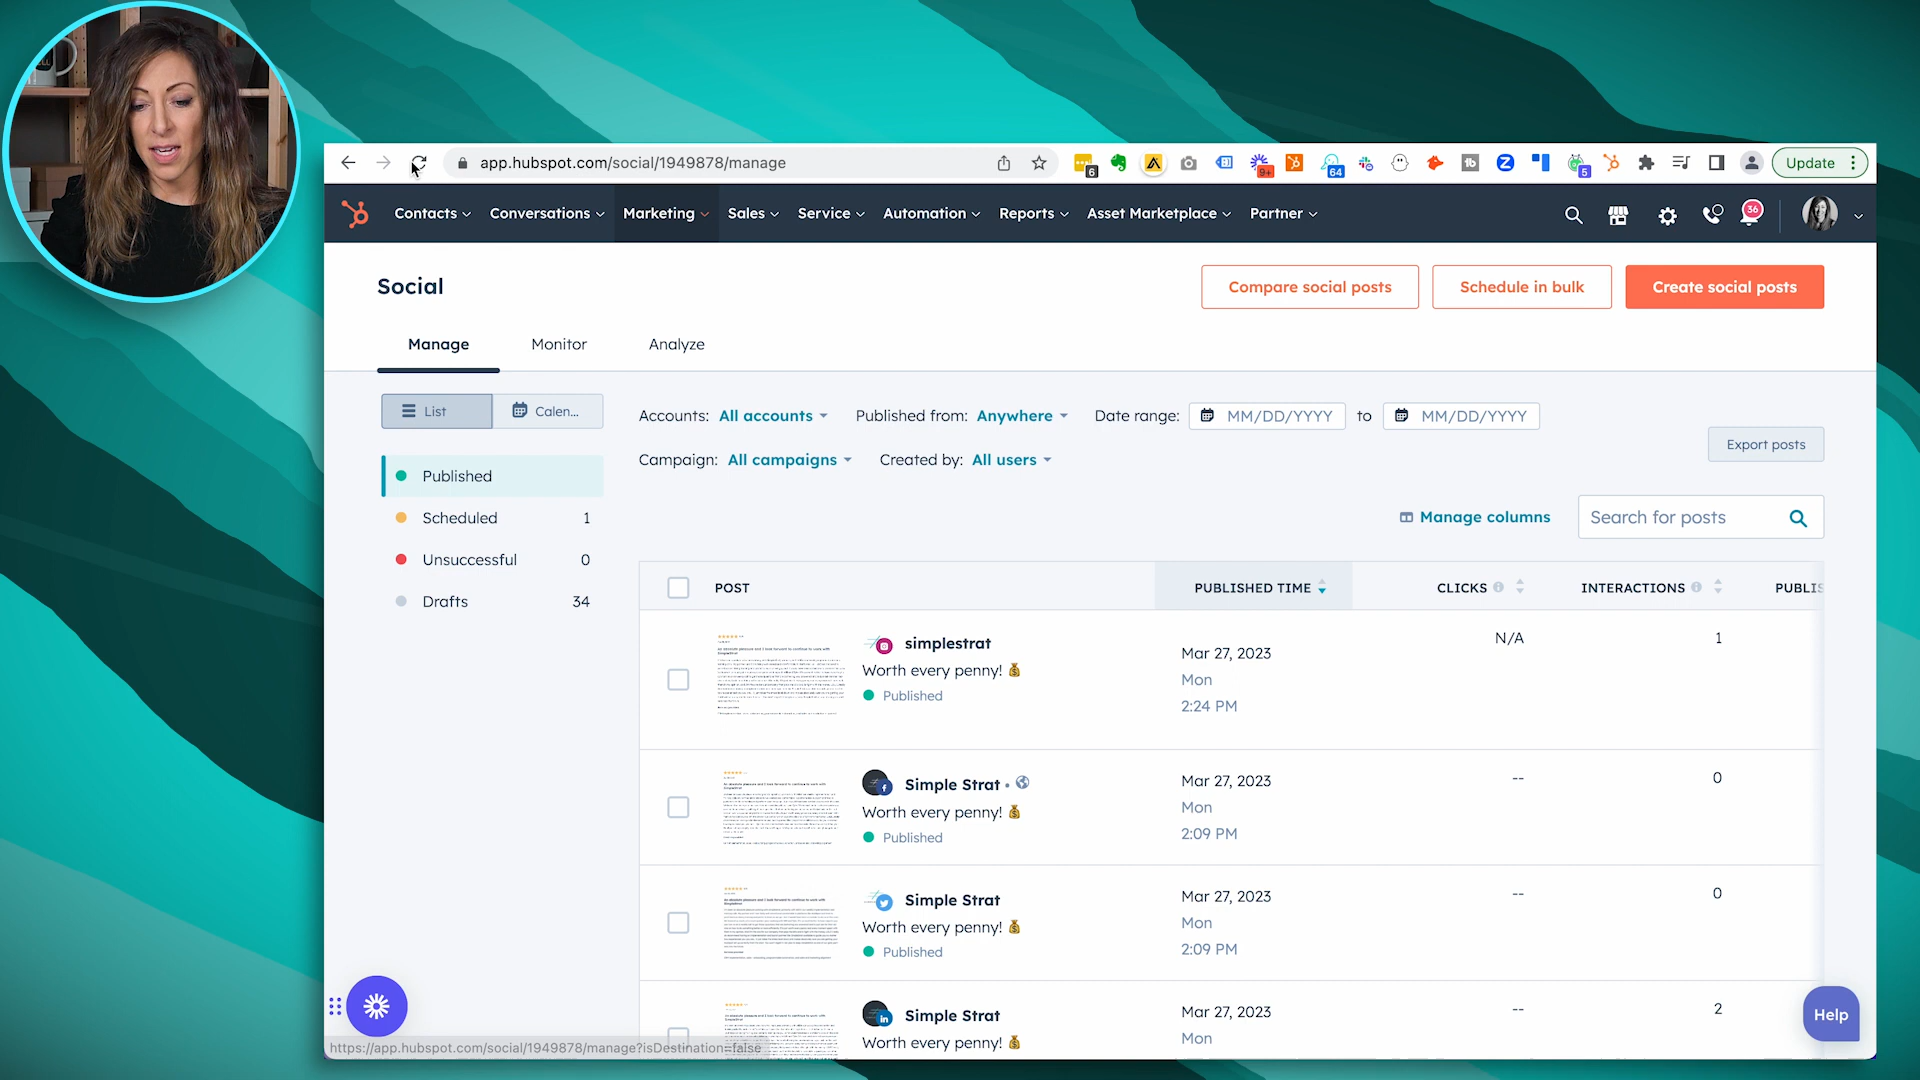 app.hubspot.com/social/1949878/manage
6
9+
64
5
Update
Contacts
Conversations
Marketing
Sales
Service
Automation
Reports
Asset Marketplace
Partner
36
Social
Compare social posts
Schedule in bulk
Create social posts
Manage
Monitor
Analyze
List
Calen...
Accounts: All accounts
Published from: Anywhere
Date range: MM/DD/YYYY to MM/DD/YYYY
Export posts
Campaign: All campaigns
Created by: All users
Published
Scheduled 1
Unsuccessful 0
Drafts 34
Manage columns
Search for posts
POST
PUBLISHED TIME
CLICKS
INTERACTIONS
PUBLIS
simplestrat
Worth every penny! 💰
Published
Mar 27, 2023
Mon
2:24 PM
N/A
1
Simple Strat
Worth every penny! 💰
Published
Mar 27, 2023
Mon
2:09 PM
--
0
Simple Strat
Worth every penny! 💰
Published
Mar 27, 2023
Mon
2:09 PM
--
0
Simple Strat
Worth every penny! 💰
Mar 27, 2023
Mon
--
2
Help
https://app.hubspot.com/social/1949878/manage?isDestination=false